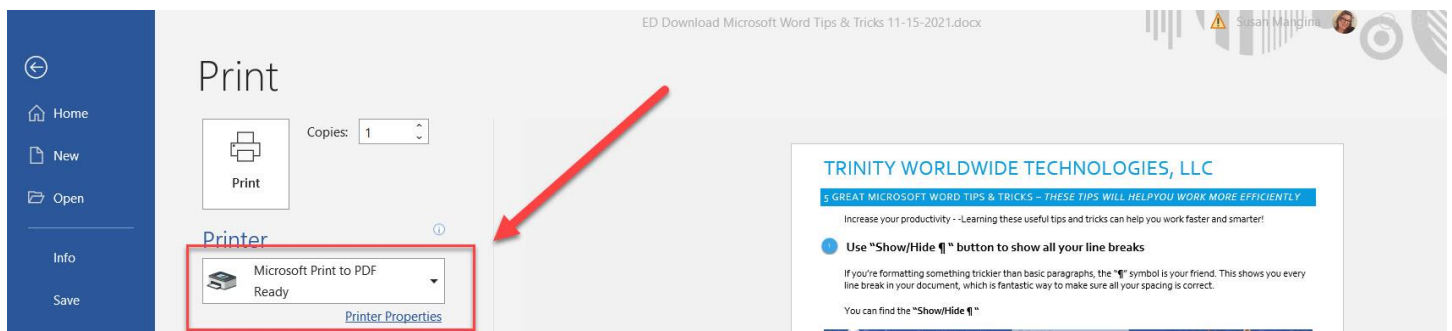 ED Download Microsoft Word Tips & Tricks 11-15-2021.docx
Susan Mangina
Print
Home
New
Open
Info
Save
Copies: 1
Print
Printer
Microsoft Print to PDF
Ready
Printer Properties
TRINITY WORLDWIDE TECHNOLOGIES, LLC
5 GREAT MICROSOFT WORD TIPS & TRICKS – THESE TIPS WILL HELPYOU WORK MORE EFFICIENTLY
Increase your productivity - -Learning these useful tips and tricks can help you work faster and smarter!
1 Use "Show/Hide ¶ " button to show all your line breaks
If you're formatting something trickier than basic paragraphs, the "¶" symbol is your friend. This shows you every
line break in your document, which is fantastic way to make sure all your spacing is correct.
You can find the "Show/Hide ¶ "